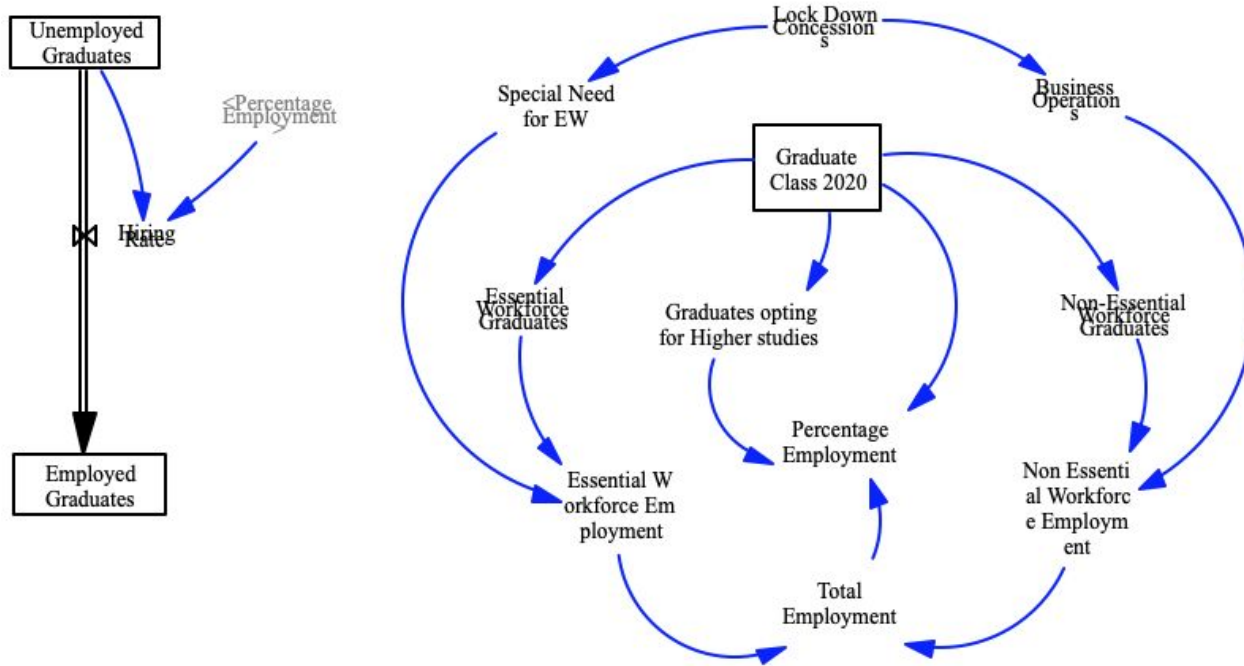 Unemployed
Graduates
<Percentage
Employment
>
Hiring
Rate
Employed
Graduates
Lock Down
Concession
s
Special Need
for EW
Business
Operation
s
Graduate
Class 2020
Essential
Workforce
Graduates
Graduates opting
for Higher studies
Non-Essential
Workforce
Graduates
Percentage
Employment
Essential W
orkforce Em
ployment
Non Essenti
al Workforc
e Employm
ent
Total
Employment